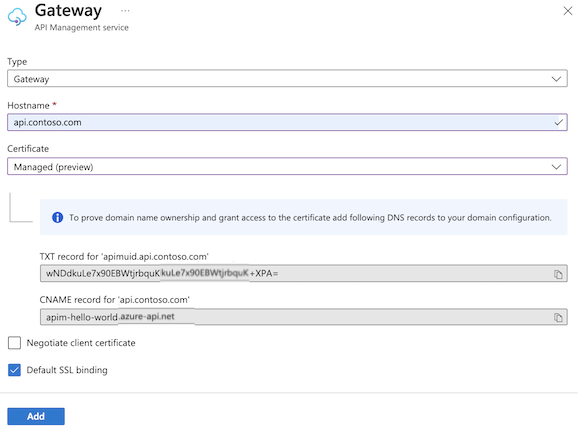 Gateway ...
API Management service
Type
Gateway
Hostname *
api.contoso.com
Certificate
Managed (preview)
To prove domain name ownership and grant access to the certificate add following DNS records to your domain configuration.
TXT record for 'apimuid.api.contoso.com'
wNDdkuLe7x90EBWtjrbquKkuLe7x90EBWtjrbquK+XPA=
CNAME record for 'api.contoso.com'
apim-hello-world.azure-api.net
Negotiate client certificate
Default SSL binding
Add